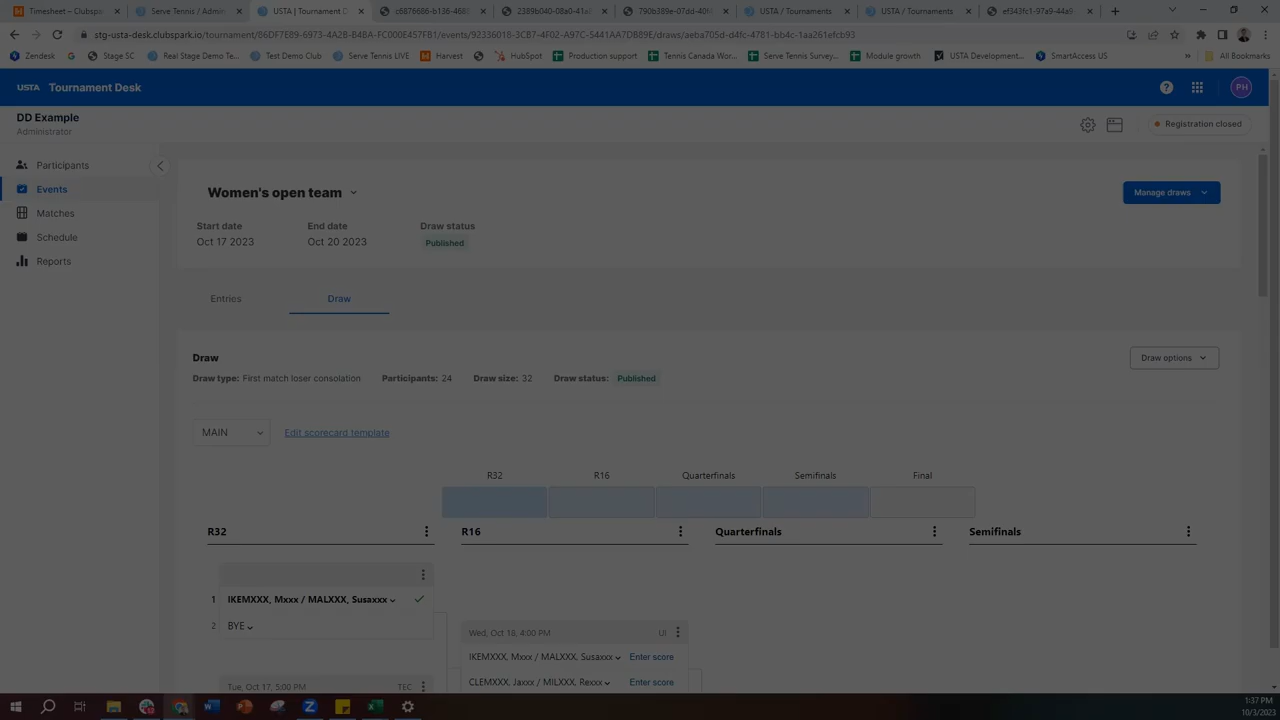 Timesheet – Clubsp
Serve Tennis / Admin
USTA | Tournament D
c6876686-b136-468
2389b040-08a0-41a
790b389e-07dd-40f
USTA / Tournaments
USTA / Tournaments
ef343fc1-97a9-44a9
stg-usta-desk.clubspark.io/tournament/86DF7E89-6973-4A2B-B48A-FC000E457FB1/events/92336018-3CB7-4F02-A97C-5441AA7DB89E/draws/aeba705d-d4fc-4781-bb4c-1aa261efcb93
Zendesk
Stage SC
Real Stage Demo Te...
Test Demo Club
Serve Tennis LIVE
Harvest
HubSpot
Production support
Tennis Canada Wor...
Serve Tennis Survey...
Module growth
USTA Development...
SmartAccess US
»
All Bookmarks
USTA Tournament Desk
PH
DD Example
Administrator
Registration closed
Participants
Events
Matches
Schedule
Reports
Women's open team
Manage draws
Start date
End date
Draw status
Oct 17 2023
Oct 20 2023
Published
Entries
Draw
Draw
Draw options
Draw type: First match loser consolation
Participants: 24
Draw size: 32
Draw status: Published
MAIN
Edit scorecard template
R32
R16
Quarterfinals
Semifinals
Final
R32
R16
Quarterfinals
Semifinals
1 IKEMXXX, Mxxx / MALXXX, Susaxxx
2 BYE
Wed, Oct 18, 4:00 PM
UI
IKEMXXX, Mxxx / MALXXX, Susaxxx
Enter score
CLEMXXX, Jaxxx / MILXXX, Rexxx
Enter score
Tue, Oct 17, 5:00 PM
TEC
1:37 PM
10/3/2023